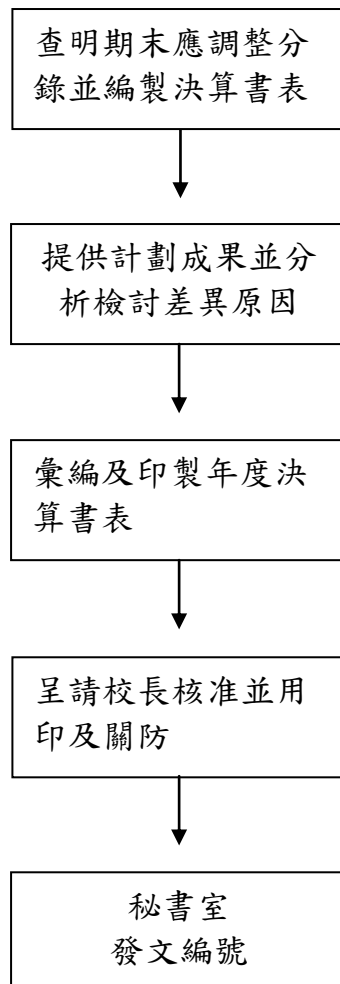 查明期末應調整分
錄並編製決算書表
提供計劃成果並分
析檢討差異原因
彙編及印製年度決
算書表
呈請校長核准並用
印及關防
秘書室
發文編號